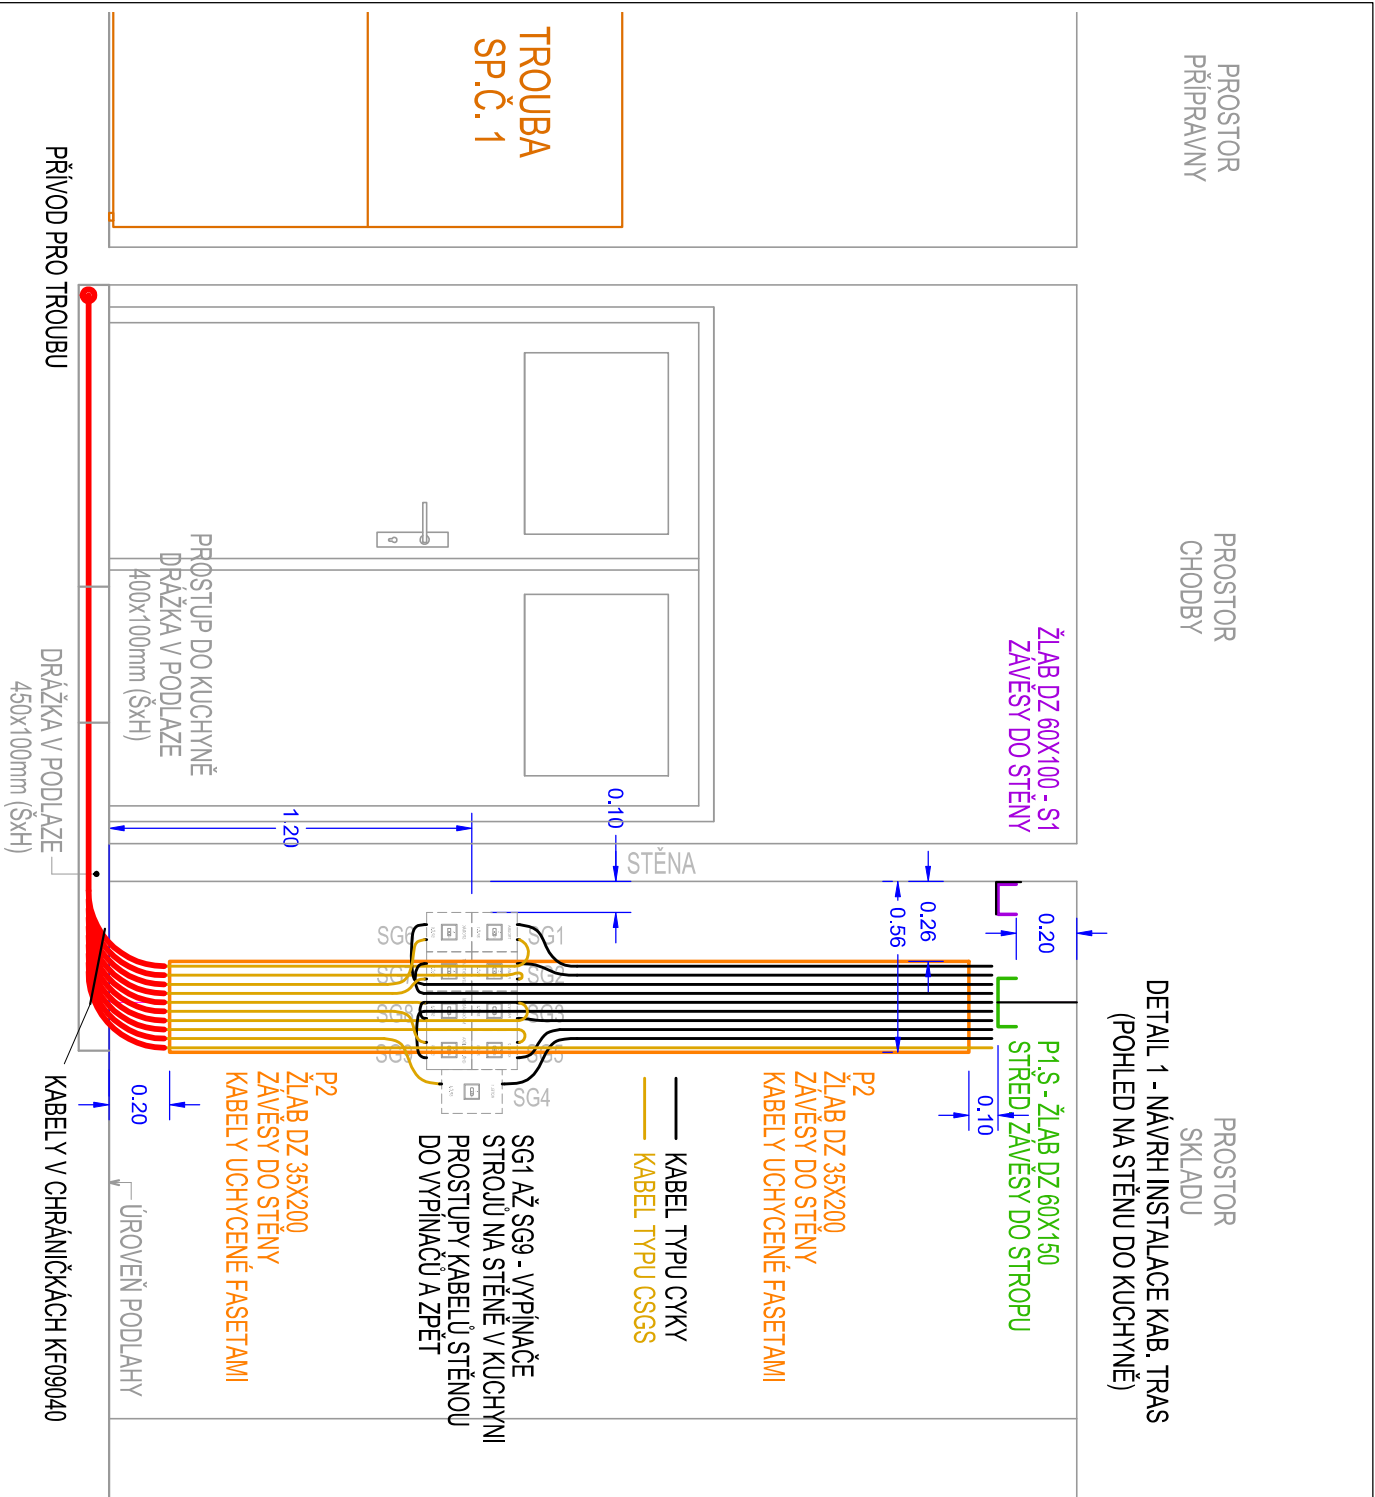 DETAIL 1 - NÁVRH INSTALACE KAB. TRAS
(POHLED NA STĚNU DO KUCHYNĚ)
PROSTOR
PŘÍPRAVNY
PROSTOR
CHODBY
PROSTOR
SKLADU
ŽLAB DZ 60X100 - S1
ZÁVĚSY DO STĚNY
0.20
P1.S - ŽLAB DZ 60X150
STŘED ZÁVĚSY DO STROPU
0.26
0.56
0.10
P2
ŽLAB DZ 35X200
ZÁVĚSY DO STĚNY
KABELY UCHYCENÉ FASETAMI
STĚNA
0.10
KABEL TYPU CYKY
KABEL TYPU CSGS
TROUBA
SP.Č. 1
SG1
SG2
SG3
SG5
SG4
SG6
SG8
SG1 AŽ SG9 - VYPÍNAČE
STROJŮ NA STĚNĚ V KUCHYNI
PROSTUPY KABELŮ STĚNOU
DO VYPÍNAČŮ A ZPĚT
1.20
P2
ŽLAB DZ 35X200
ZÁVĚSY DO STĚNY
KABELY UCHYCENÉ FASETAMI
PROSTUP DO KUCHYNĚ
DRÁŽKA V PODLAZE
400x100mm (ŠxH)
0.20
ÚROVEŇ PODLAHY
PŘÍVOD PRO TROUBU
DRÁŽKA V PODLAZE
450x100mm (ŠxH)
KABELY V CHRÁNIČKÁCH KF09040